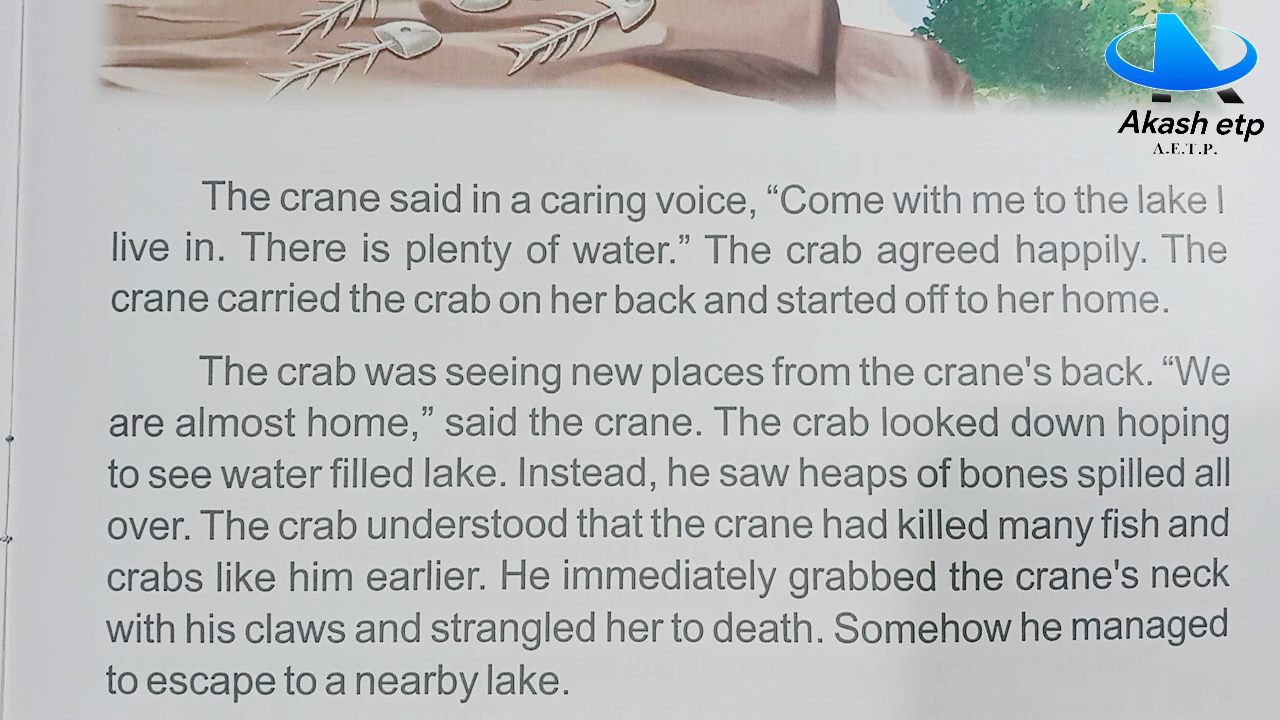 Akash etp
A.E.T.P.
The crane said in a caring voice, “Come with me to the lake I
live in. There is plenty of water.” The crab agreed happily. The
crane carried the crab on her back and started off to her home.
The crab was seeing new places from the crane's back. “We
are almost home,” said the crane. The crab looked down hoping
to see water filled lake. Instead, he saw heaps of bones spilled all
over. The crab understood that the crane had killed many fish and
crabs like him earlier. He immediately grabbed the crane's neck
with his claws and strangled her to death. Somehow he managed
to escape to a nearby lake.